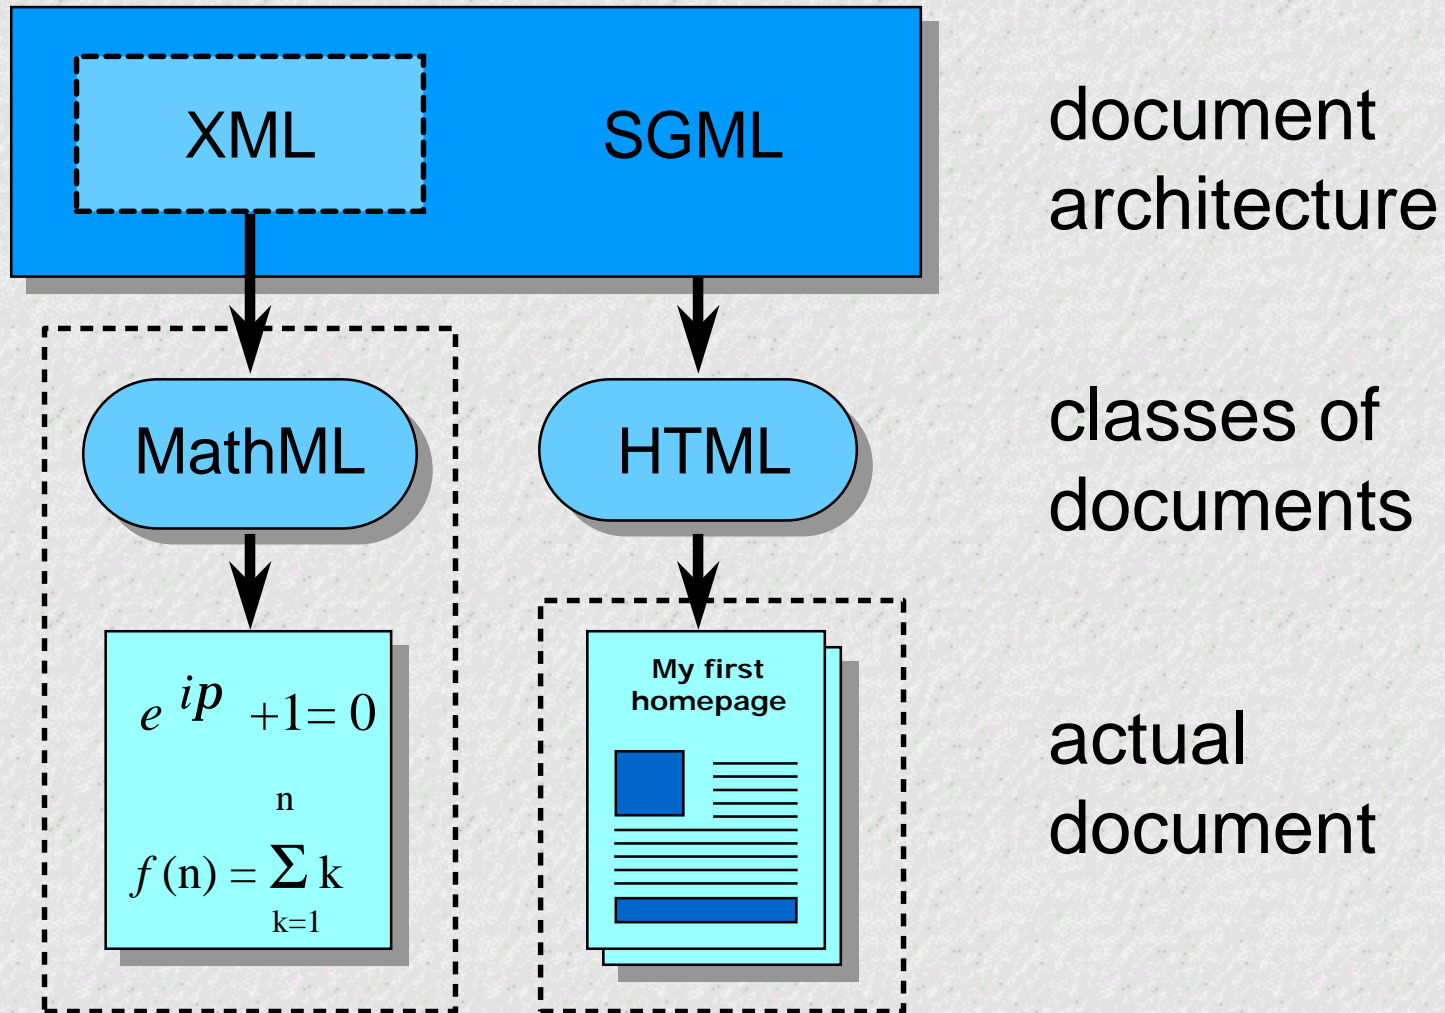 XML SGML
document
architecture
MathML HTML
classes of
documents
e ip +1= 0
n
f (n) = Σ k
k=1
My first
homepage
actual
document